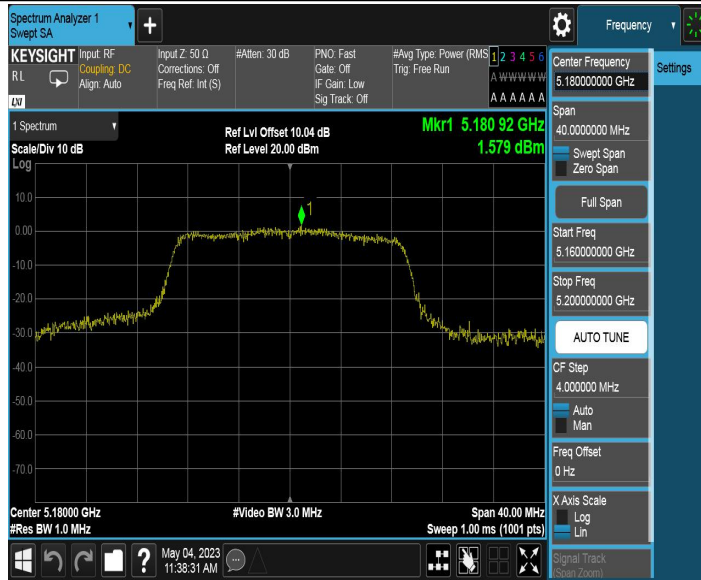 Spectrum Analyzer 1
Swept SA
Frequency
KEYSIGHT
RL
LXI
Input: RF
Coupling: DC
Align: Auto
Input Z: 50 Ω
Corrections: Off
Freq Ref: Int (S)
#Atten: 30 dB
PNO: Fast
Gate: Off
IF Gain: Low
Sig Track: Off
#Avg Type: Power (RMS
Trig: Free Run
1 2 3 4 5 6
A W W W W W
A A A A A A
1 Spectrum
Scale/Div 10 dB
Log
Ref Lvl Offset 10.04 dB
Ref Level 20.00 dBm
Mkr1 5.180 92 GHz
1.579 dBm
1
10.0
0.00
-10.0
-20.0
-30.0
-40.0
-50.0
-60.0
-70.0
Center 5.18000 GHz
#Res BW 1.0 MHz
#Video BW 3.0 MHz
Span 40.00 MHz
Sweep 1.00 ms (1001 pts)
?
May 04, 2023
11:38:31 AM
Center Frequency
5.180000000 GHz
Span
40.0000000 MHz
Swept Span
Zero Span
Full Span
Start Freq
5.160000000 GHz
Stop Freq
5.200000000 GHz
AUTO TUNE
CF Step
4.000000 MHz
Auto
Man
Freq Offset
0 Hz
X Axis Scale
Log
Lin
Signal Track
(Span Zoom)
Settings